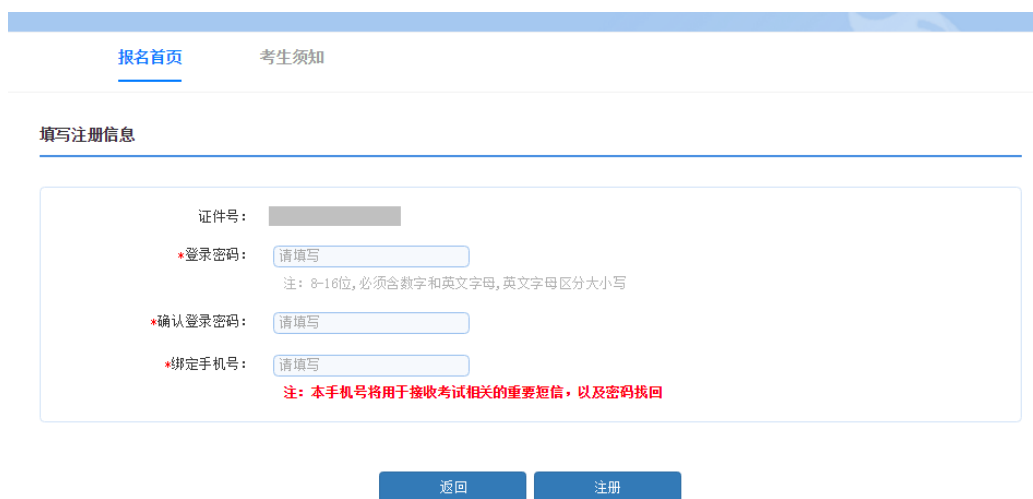 报名首页 考生须知
填写注册信息
证件号：
*登录密码： 请填写
注：8-16位,必须含数字和英文字母,英文字母区分大小写
*确认登录密码： 请填写
*绑定手机号： 请填写
注：本手机号将用于接收考试相关的重要短信，以及密码找回
返回 注册